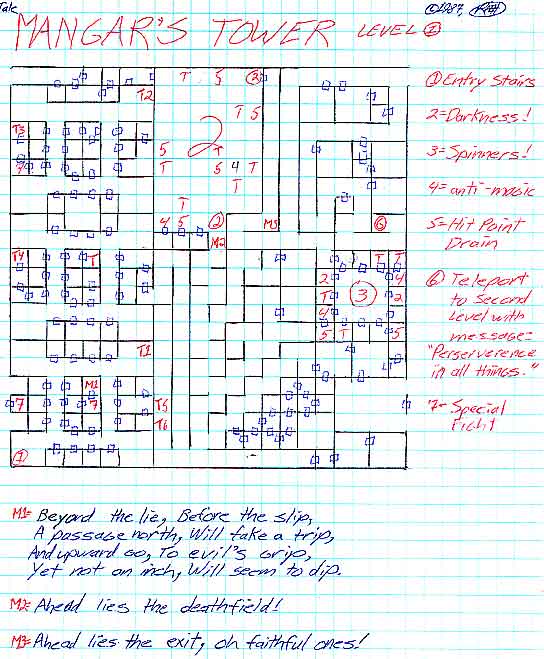 Tale
©1987,
MANGAR'S TOWER LEVEL ①
① Entry Stairs
2=Darkness!
3=Spinners!
4=anti-magic
5=Hit Point
Drain
⑥ Teleport
to Second
Level with
message=
"Perserverence
in all things."
7=Special
Fight
T 5 3
T2
T 5
2
T3
7
5 T
T 5 4 T
T
T
4 5 2
M2
M3
6
T4
T
T T
2 4
T 3 2
4
5 T 5
T1
M1
7 7
T5
T6
1
M1= Beyond the lie, Before the slip,
A passage north, Will take a trip,
And upward go, To evil's grip,
Yet not an inch, Will seem to dip.
M2= Ahead lies the deathfield!
M3= Ahead lies the exit, oh faithful ones!